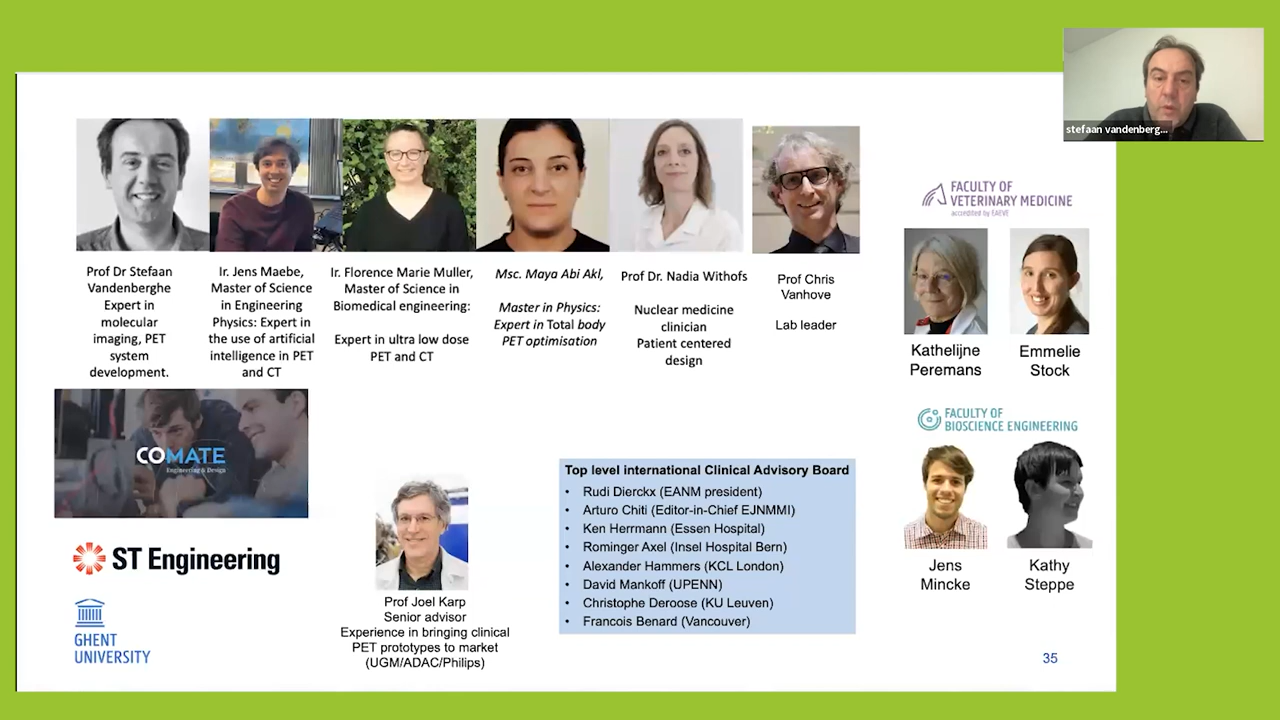 stefaan vandenberg...
Prof Dr Stefaan
Vandenberghe
Expert in
molecular
imaging, PET
system
development.
Ir. Jens Maebe,
Master of Science
in Engineering
Physics: Expert in
the use of artificial
intelligence in PET
and CT
Ir. Florence Marie Muller,
Master of Science in
Biomedical engineering:
Expert in ultra low dose
PET and CT
Msc. Maya Abi Akl,
Master in Physics:
Expert in Total body
PET optimisation
Prof Dr. Nadia Withofs
Nuclear medicine
clinician
Patient centered
design
Prof Chris
Vanhove
Lab leader
FACULTY OF
VETERINARY MEDICINE
accredited by EAEVE
Kathelijne
Peremans
Emmelie
Stock
FACULTY OF
BIOSCIENCE ENGINEERING
Jens
Mincke
Kathy
Steppe
COMATE
Engineering & Design
ST Engineering
GHENT
UNIVERSITY
Prof Joel Karp
Senior advisor
Experience in bringing clinical
PET prototypes to market
(UGM/ADAC/Philips)
Top level international Clinical Advisory Board
• Rudi Dierckx (EANM president)
• Arturo Chiti (Editor-in-Chief EJNMMI)
• Ken Herrmann (Essen Hospital)
• Rominger Axel (Insel Hospital Bern)
• Alexander Hammers (KCL London)
• David Mankoff (UPENN)
• Christophe Deroose (KU Leuven)
• Francois Benard (Vancouver)
35